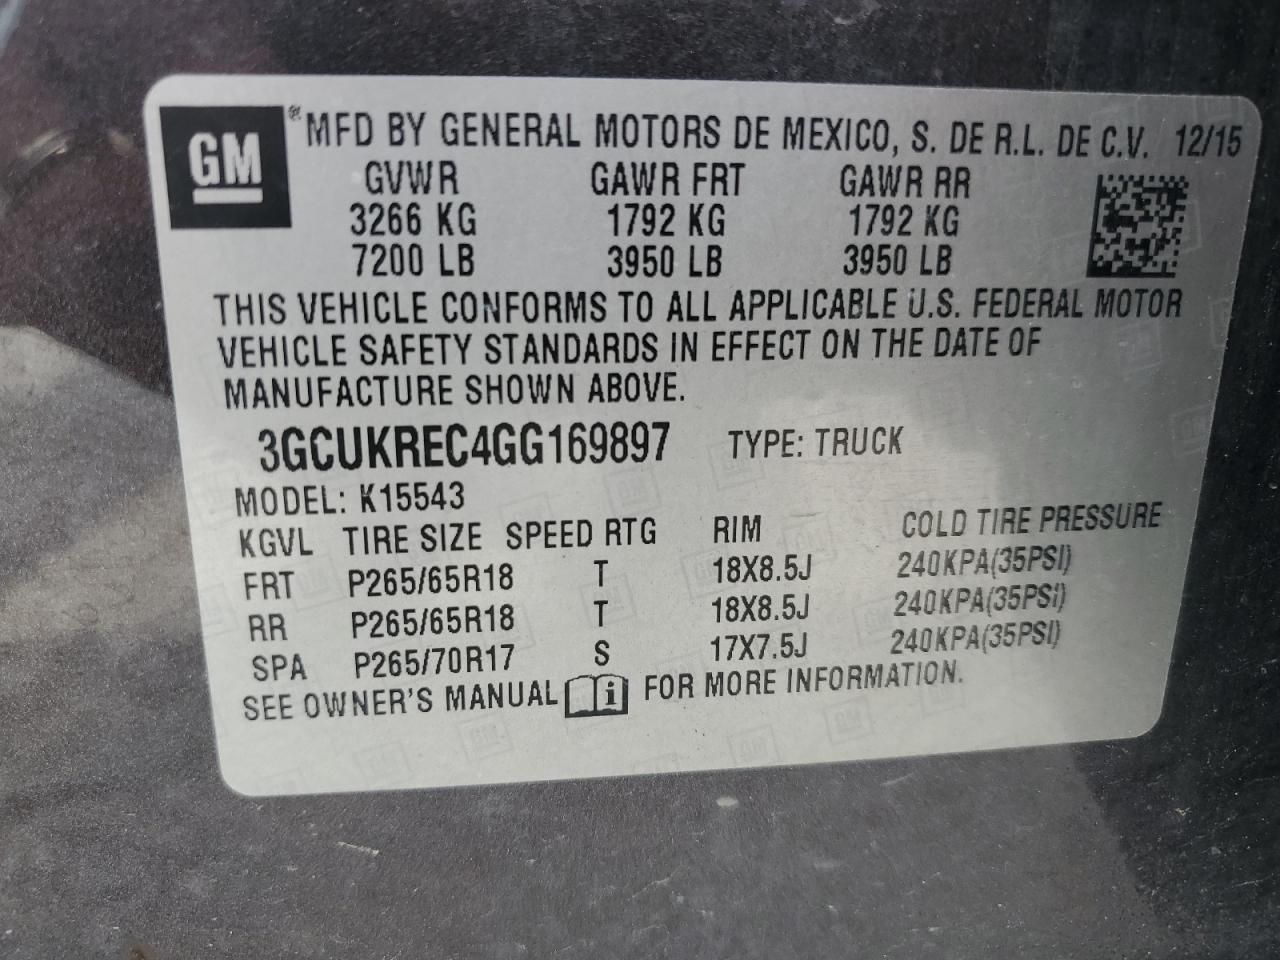 GM ® MFD BY GENERAL MOTORS DE MEXICO, S. DE R.L. DE C.V. 12/15
GVWR GAWR FRT GAWR RR
3266 KG 1792 KG 1792 KG
7200 LB 3950 LB 3950 LB
THIS VEHICLE CONFORMS TO ALL APPLICABLE U.S. FEDERAL MOTOR
VEHICLE SAFETY STANDARDS IN EFFECT ON THE DATE OF
MANUFACTURE SHOWN ABOVE.
3GCUKREC4GG169897 TYPE: TRUCK
MODEL: K15543
KGVL TIRE SIZE SPEED RTG RIM COLD TIRE PRESSURE
FRT P265/65R18 T 18X8.5J 240KPA(35PSI)
RR P265/65R18 T 18X8.5J 240KPA(35PSI)
SPA P265/70R17 S 17X7.5J 240KPA(35PSI)
SEE OWNER'S MANUAL i FOR MORE INFORMATION.